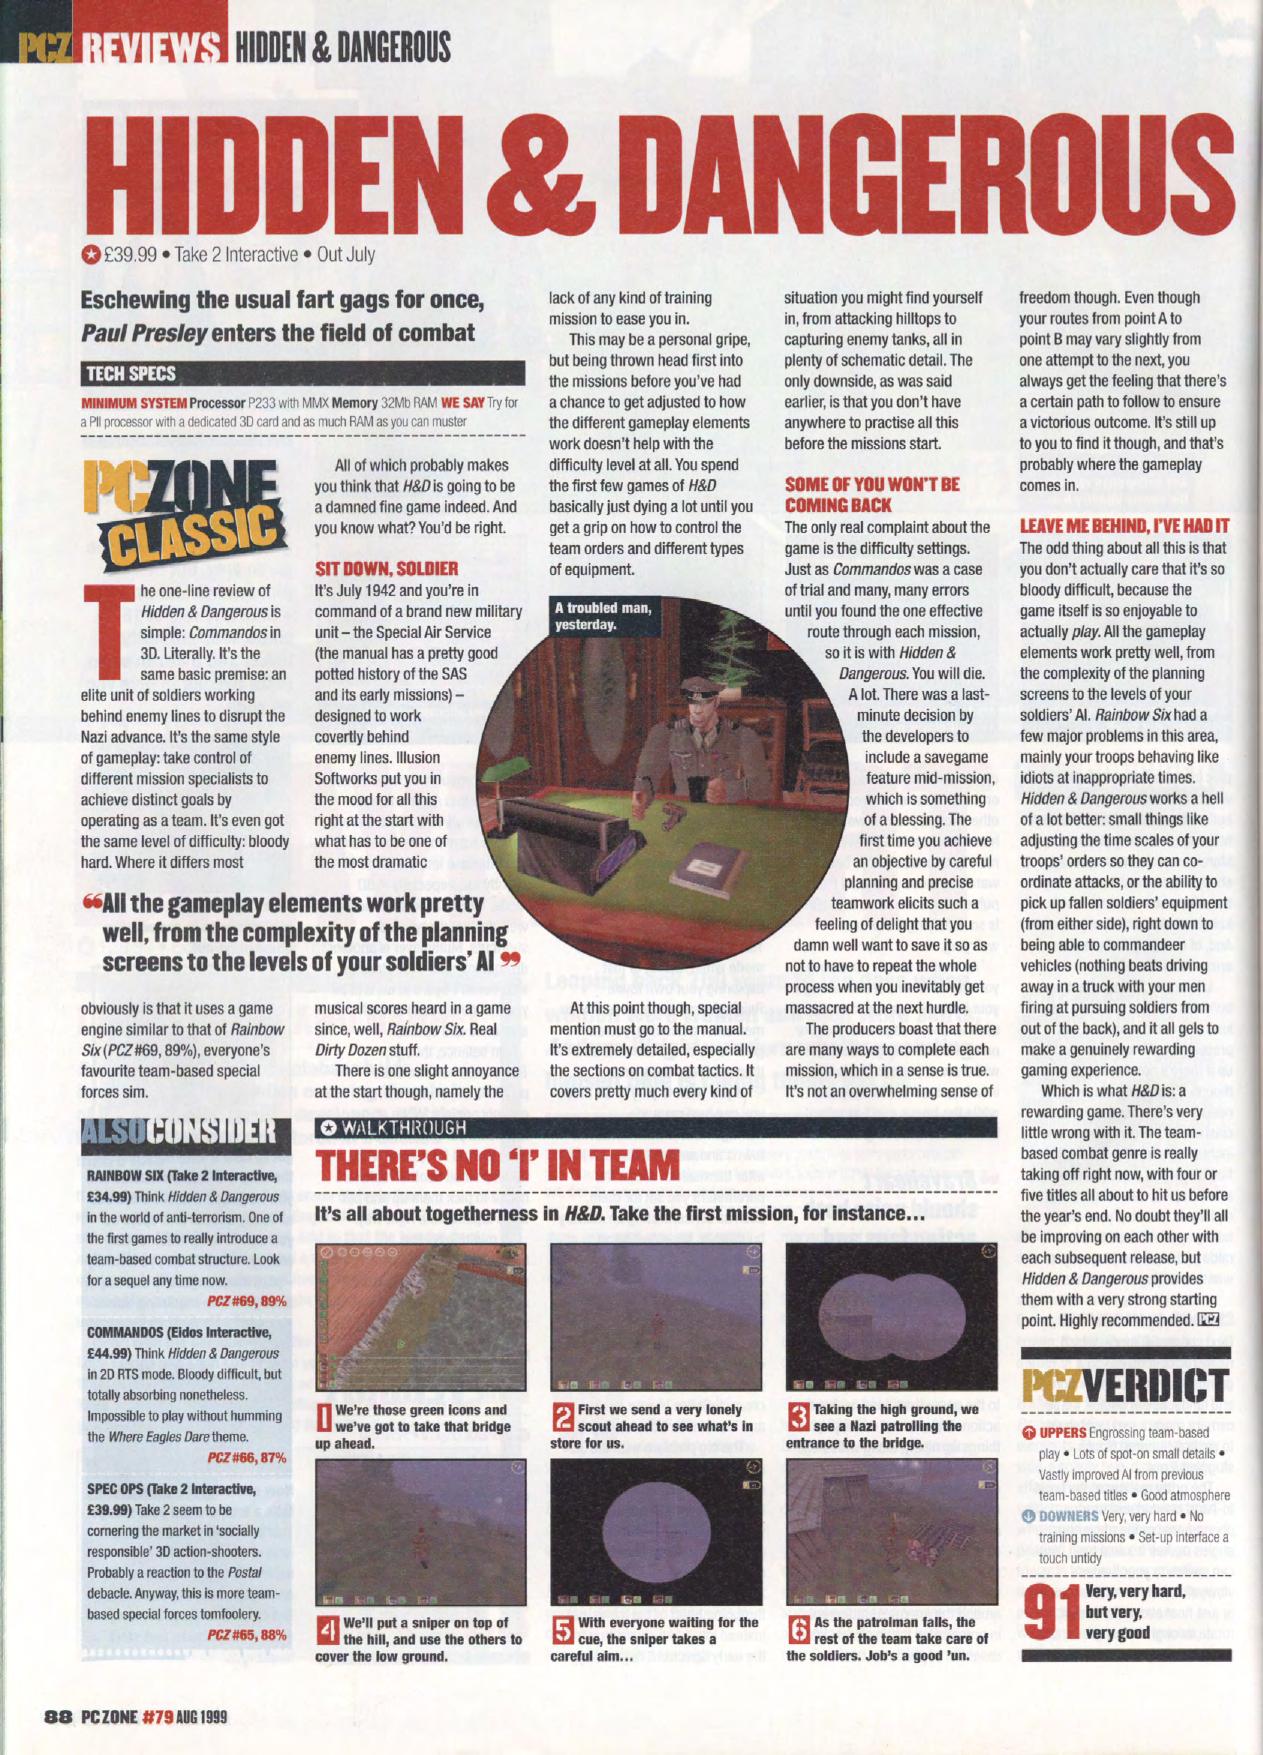 PCZ REVIEWS HIDDEN & DANGEROUS
HIDDEN & DANGEROUS
£39.99 • Take 2 Interactive • Out July
Eschewing the usual fart gags for once,
Paul Presley enters the field of combat
TECH SPECS
MINIMUM SYSTEM Processor P233 with MMX Memory 32Mb RAM WE SAY Try for
a PII processor with a dedicated 3D card and as much RAM as you can muster
PCZONE
CLASSIC
The one-line review of
Hidden & Dangerous is
simple: Commandos in
3D. Literally. It's the
same basic premise: an
elite unit of soldiers working
behind enemy lines to disrupt the
Nazi advance. It's the same style
of gameplay: take control of
different mission specialists to
achieve distinct goals by
operating as a team. It's even got
the same level of difficulty: bloody
hard. Where it differs most
❝All the gameplay elements work pretty
well, from the complexity of the planning
screens to the levels of your soldiers' AI❞
obviously is that it uses a game
engine similar to that of Rainbow
Six (PCZ #69, 89%), everyone's
favourite team-based special
forces sim.
All of which probably makes
you think that H&D is going to be
a damned fine game indeed. And
you know what? You'd be right.
SIT DOWN, SOLDIER
It's July 1942 and you're in
command of a brand new military
unit – the Special Air Service
(the manual has a pretty good
potted history of the SAS
and its early missions) –
designed to work
covertly behind
enemy lines. Illusion
Softworks put you in
the mood for all this
right at the start with
what has to be one of
the most dramatic
musical scores heard in a game
since, well, Rainbow Six. Real
Dirty Dozen stuff.
There is one slight annoyance
at the start though, namely the
lack of any kind of training
mission to ease you in.
This may be a personal gripe,
but being thrown head first into
the missions before you've had
a chance to get adjusted to how
the different gameplay elements
work doesn't help with the
difficulty level at all. You spend
the first few games of H&D
basically just dying a lot until you
get a grip on how to control the
team orders and different types
of equipment.
A troubled man,
yesterday.
At this point though, special
mention must go to the manual.
It's extremely detailed, especially
the sections on combat tactics. It
covers pretty much every kind of
situation you might find yourself
in, from attacking hilltops to
capturing enemy tanks, all in
plenty of schematic detail. The
only downside, as was said
earlier, is that you don't have
anywhere to practise all this
before the missions start.
SOME OF YOU WON'T BE
COMING BACK
The only real complaint about the
game is the difficulty settings.
Just as Commandos was a case
of trial and many, many errors
until you found the one effective
route through each mission,
so it is with Hidden &
Dangerous. You will die.
A lot. There was a last-
minute decision by
the developers to
include a savegame
feature mid-mission,
which is something
of a blessing. The
first time you achieve
an objective by careful
planning and precise
teamwork elicits such a
feeling of delight that you
damn well want to save it so as
not to have to repeat the whole
process when you inevitably get
massacred at the next hurdle.
The producers boast that there
are many ways to complete each
mission, which in a sense is true.
It's not an overwhelming sense of
freedom though. Even though
your routes from point A to
point B may vary slightly from
one attempt to the next, you
always get the feeling that there's
a certain path to follow to ensure
a victorious outcome. It's still up
to you to find it though, and that's
probably where the gameplay
comes in.
LEAVE ME BEHIND, I'VE HAD IT
The odd thing about all this is that
you don't actually care that it's so
bloody difficult, because the
game itself is so enjoyable to
actually play. All the gameplay
elements work pretty well, from
the complexity of the planning
screens to the levels of your
soldiers' AI. Rainbow Six had a
few major problems in this area,
mainly your troops behaving like
idiots at inappropriate times.
Hidden & Dangerous works a hell
of a lot better: small things like
adjusting the time scales of your
troops' orders so they can co-
ordinate attacks, or the ability to
pick up fallen soldiers' equipment
(from either side), right down to
being able to commandeer
vehicles (nothing beats driving
away in a truck with your men
firing at pursuing soldiers from
out of the back), and it all gels to
make a genuinely rewarding
gaming experience.
Which is what H&D is: a
rewarding game. There's very
little wrong with it. The team-
based combat genre is really
taking off right now, with four or
five titles all about to hit us before
the year's end. No doubt they'll all
be improving on each other with
each subsequent release, but
Hidden & Dangerous provides
them with a very strong starting
point. Highly recommended. PCZ
ALSO CONSIDER
RAINBOW SIX (Take 2 Interactive,
£34.99) Think Hidden & Dangerous
in the world of anti-terrorism. One of
the first games to really introduce a
team-based combat structure. Look
for a sequel any time now.
PCZ #69, 89%
COMMANDOS (Eidos Interactive,
£44.99) Think Hidden & Dangerous
in 2D RTS mode. Bloody difficult, but
totally absorbing nonetheless.
Impossible to play without humming
the Where Eagles Dare theme.
PCZ #66, 87%
SPEC OPS (Take 2 Interactive,
£39.99) Take 2 seem to be
cornering the market in 'socially
responsible' 3D action-shooters.
Probably a reaction to the Postal
debacle. Anyway, this is more team-
based special forces tomfoolery.
PCZ #65, 88%
WALKTHROUGH
THERE'S NO 'I' IN TEAM
It's all about togetherness in H&D. Take the first mission, for instance...
1 We're those green icons and
we've got to take that bridge
up ahead.
2 First we send a very lonely
scout ahead to see what's in
store for us.
3 Taking the high ground, we
see a Nazi patrolling the
entrance to the bridge.
4 We'll put a sniper on top of
the hill, and use the others to
cover the low ground.
5 With everyone waiting for the
cue, the sniper takes a
careful aim...
6 As the patrolman falls, the
rest of the team take care of
the soldiers. Job's a good 'un.
PCZVERDICT
UPPERS Engrossing team-based
play • Lots of spot-on small details •
Vastly improved AI from previous
team-based titles • Good atmosphere
DOWNERS Very, very hard • No
training missions • Set-up interface a
touch untidy
91 Very, very hard,
but very,
very good
88 PCZONE #79 AUG 1999